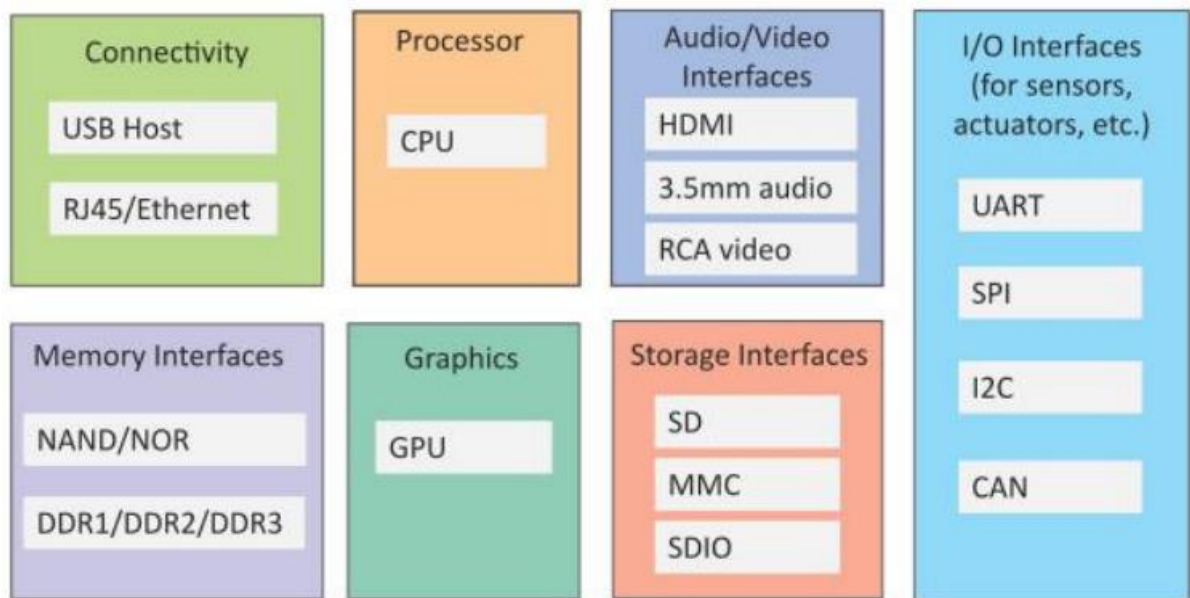 Connectivity
USB Host
RJ45/Ethernet
Processor
CPU
Audio/Video
Interfaces
HDMI
3.5mm audio
RCA video
I/O Interfaces
(for sensors,
actuators, etc.)
UART
SPI
I2C
CAN
Memory Interfaces
NAND/NOR
DDR1/DDR2/DDR3
Graphics
GPU
Storage Interfaces
SD
MMC
SDIO